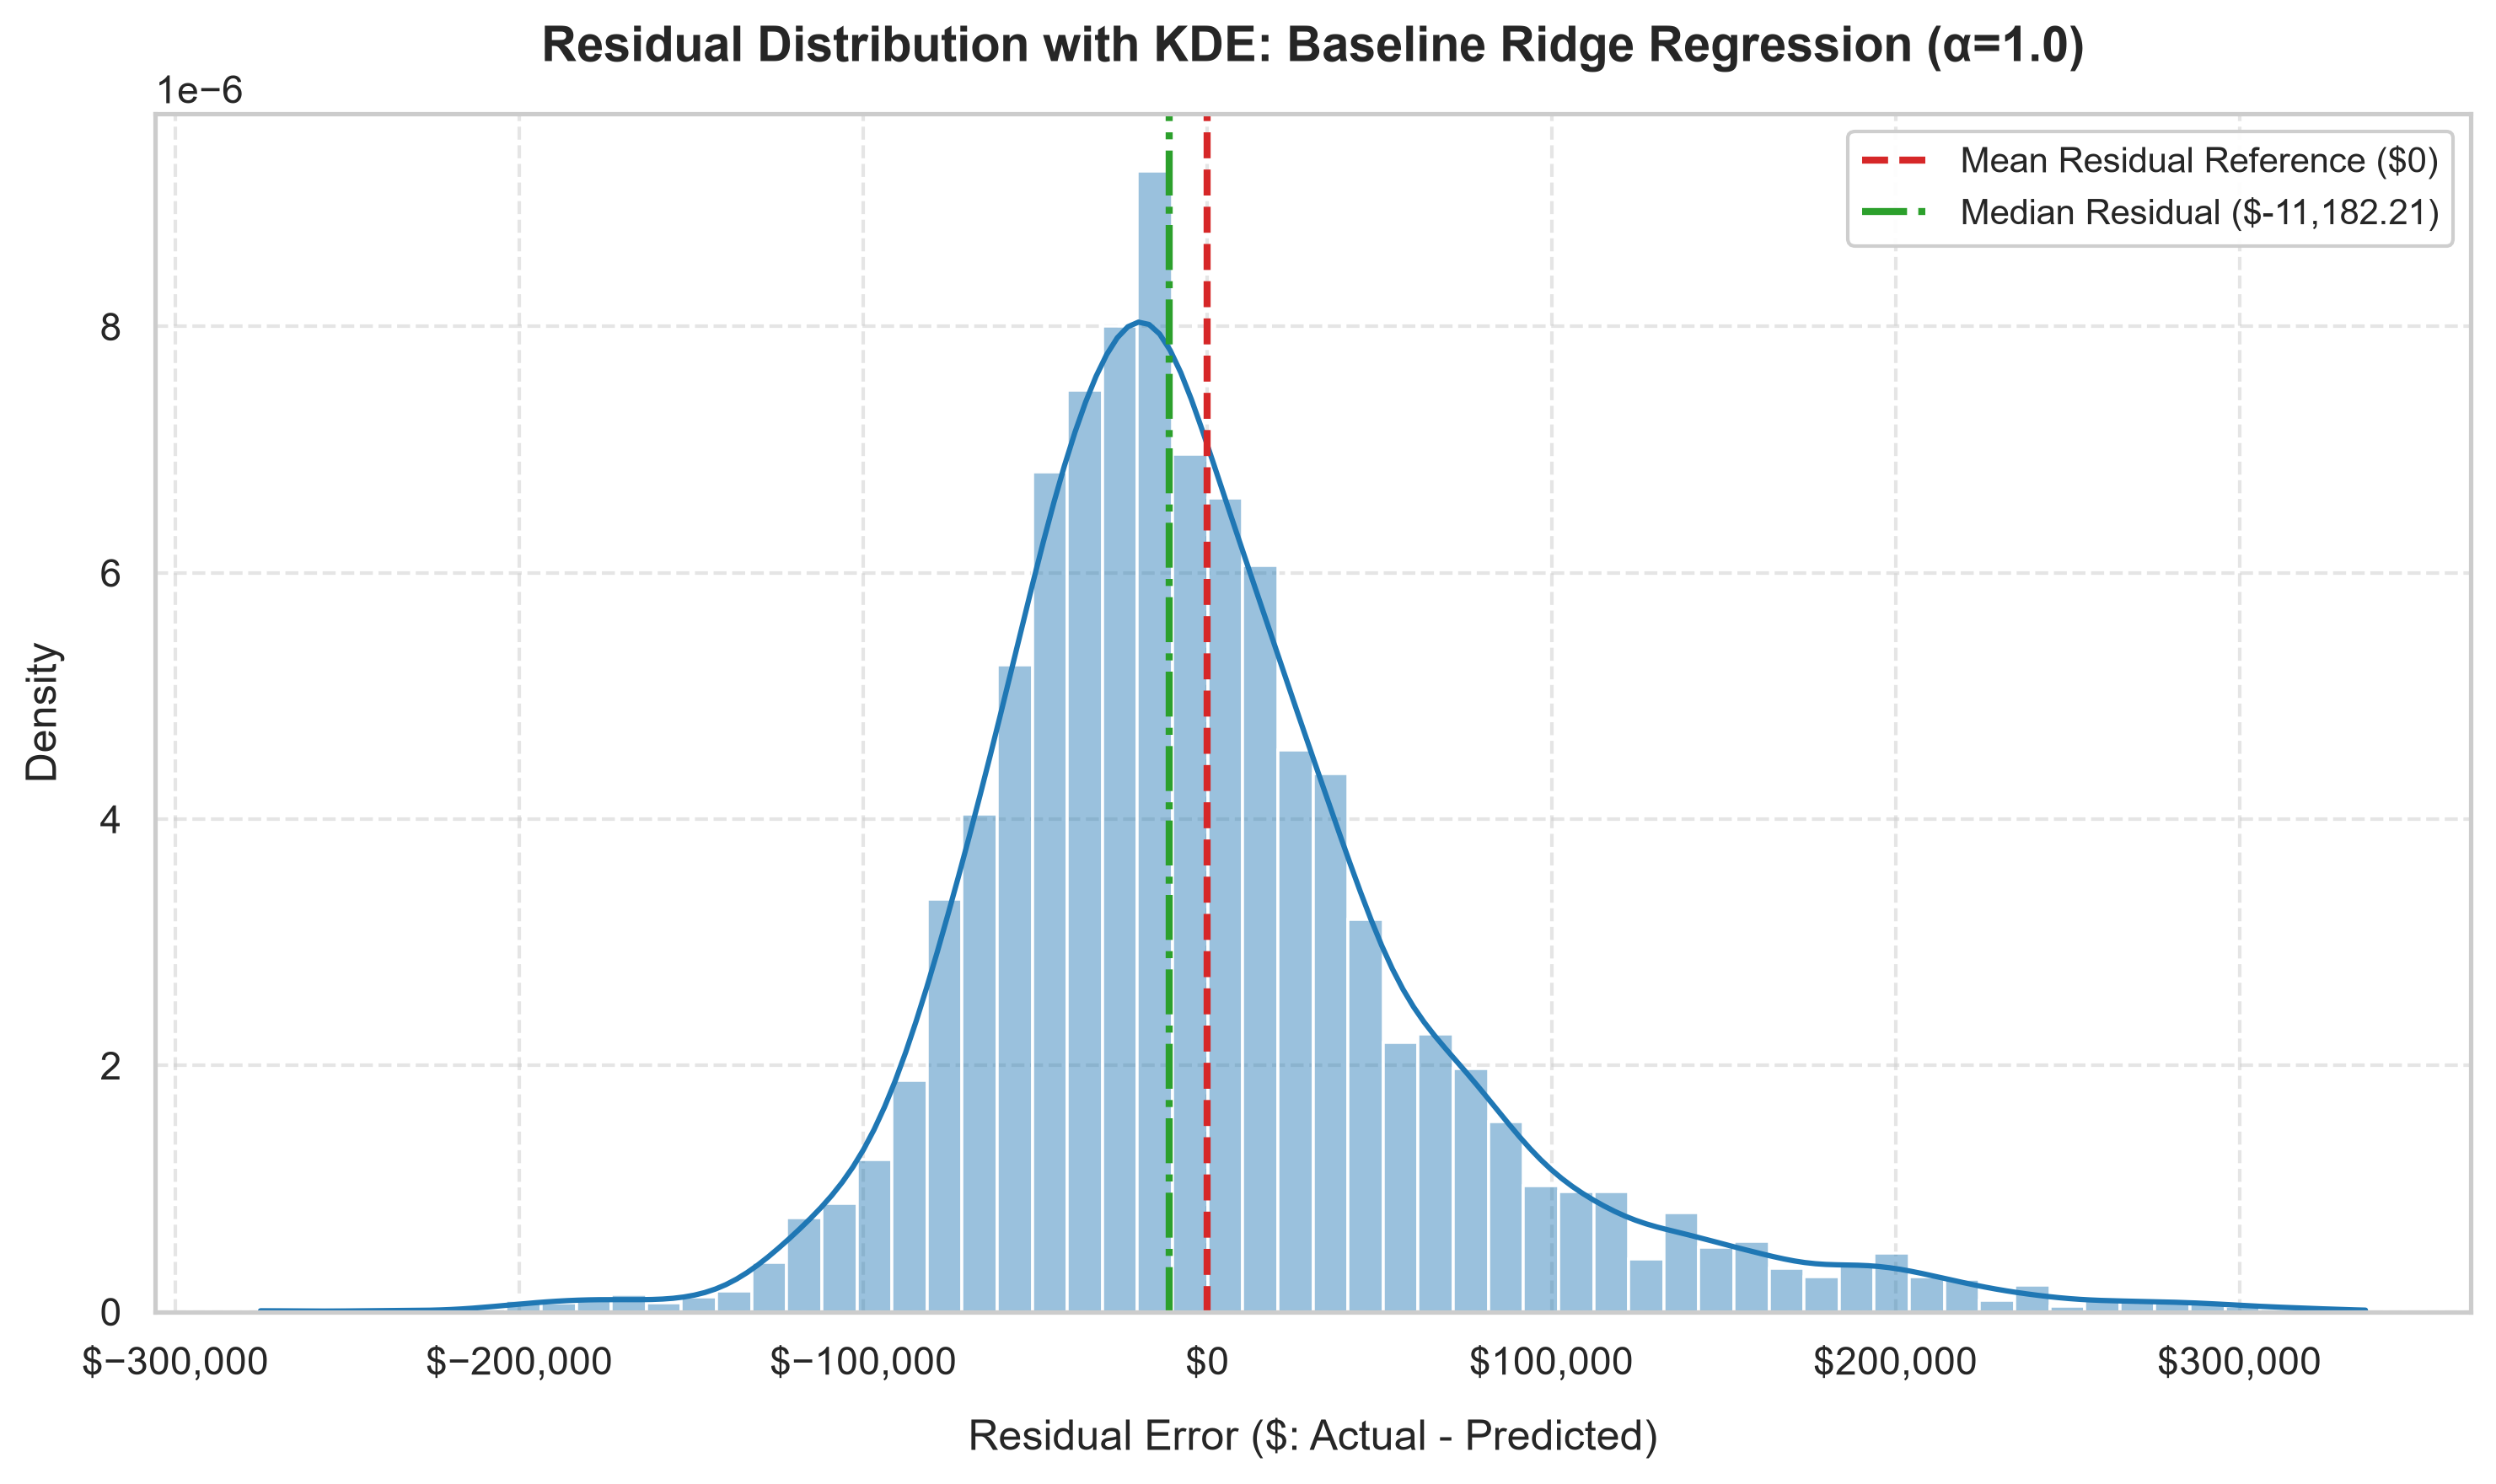 Residual Distribution with KDE: Baseline Ridge Regression (α=1.0)
1e−6
Mean Residual Reference ($0)
Median Residual ($-11,182.21)
8
6
4
2
0
Density
$−300,000 $−200,000 $−100,000 $0 $100,000 $200,000 $300,000
Residual Error ($: Actual - Predicted)